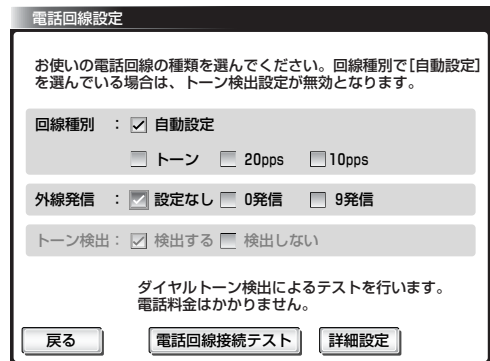 電話回線設定
お使いの電話回線の種類を選んでください。回線種別で[自動設定]
を選んでいる場合は、トーン検出設定が無効となります。
回線種別 : 自動設定
トーン 20pps 10pps
外線発信 : 設定なし 0発信 9発信
トーン検出 : 検出する 検出しない
ダイヤルトーン検出によるテストを行います。
電話料金はかかりません。
戻る 電話回線接続テスト 詳細設定